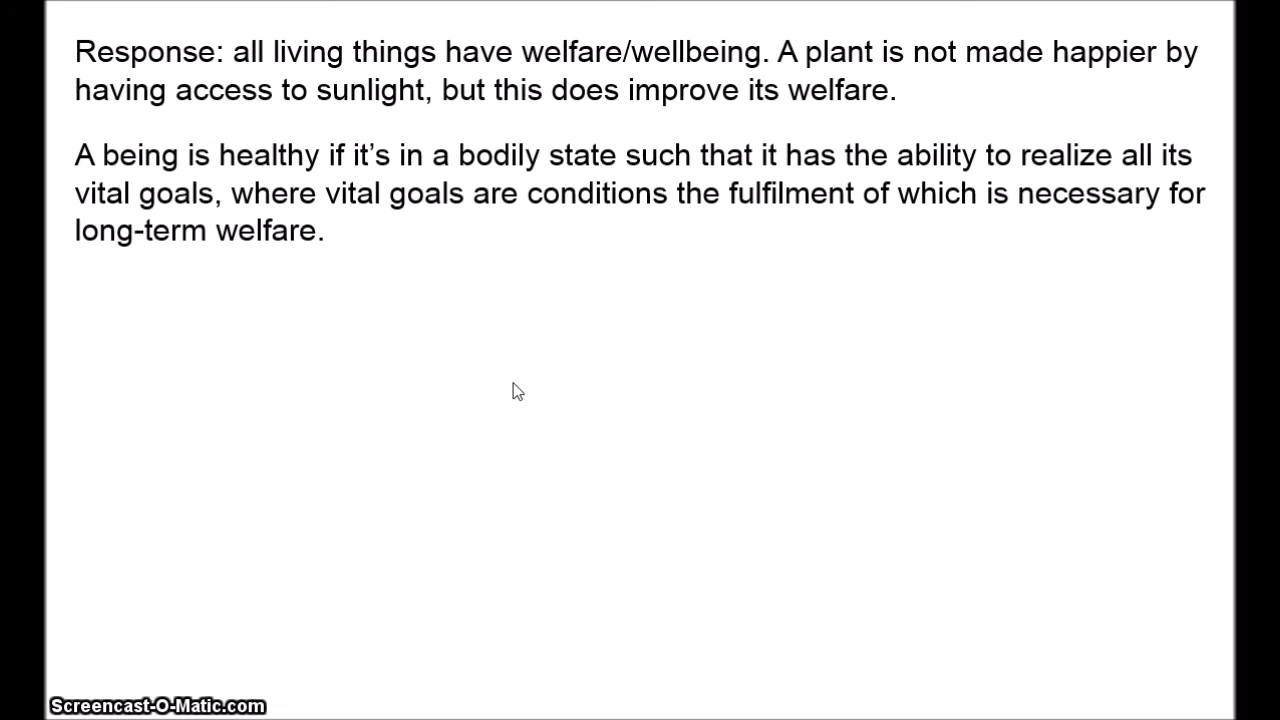 Response: all living things have welfare/wellbeing. A plant is not made happier by
having access to sunlight, but this does improve its welfare.
A being is healthy if it’s in a bodily state such that it has the ability to realize all its
vital goals, where vital goals are conditions the fulfilment of which is necessary for
long-term welfare.
Screencast-O-Matic.com